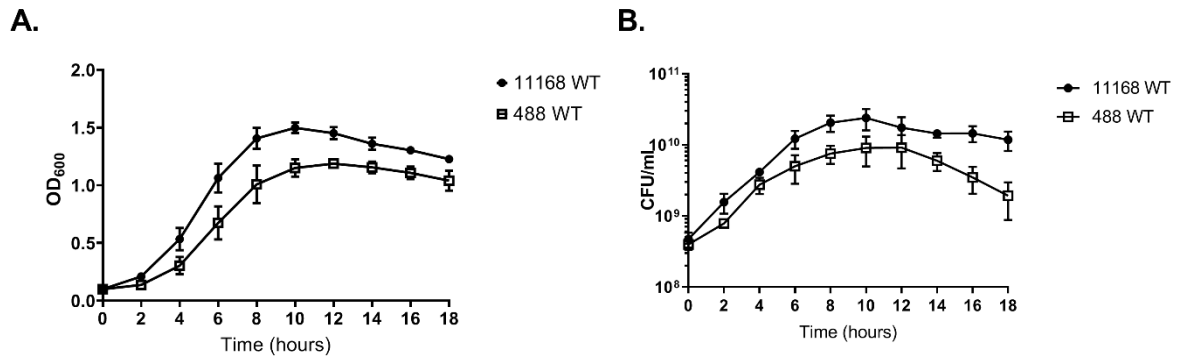 A.
2.0
1.5
1.0
0.5
0.0
OD600
0 2 4 6 8 10 12 14 16 18
Time (hours)
11168 WT
488 WT
B.
10^11
10^10
10^9
10^8
CFU/ml
0 2 4 6 8 10 12 14 16 18
Time (hours)
11168 WT
488 WT